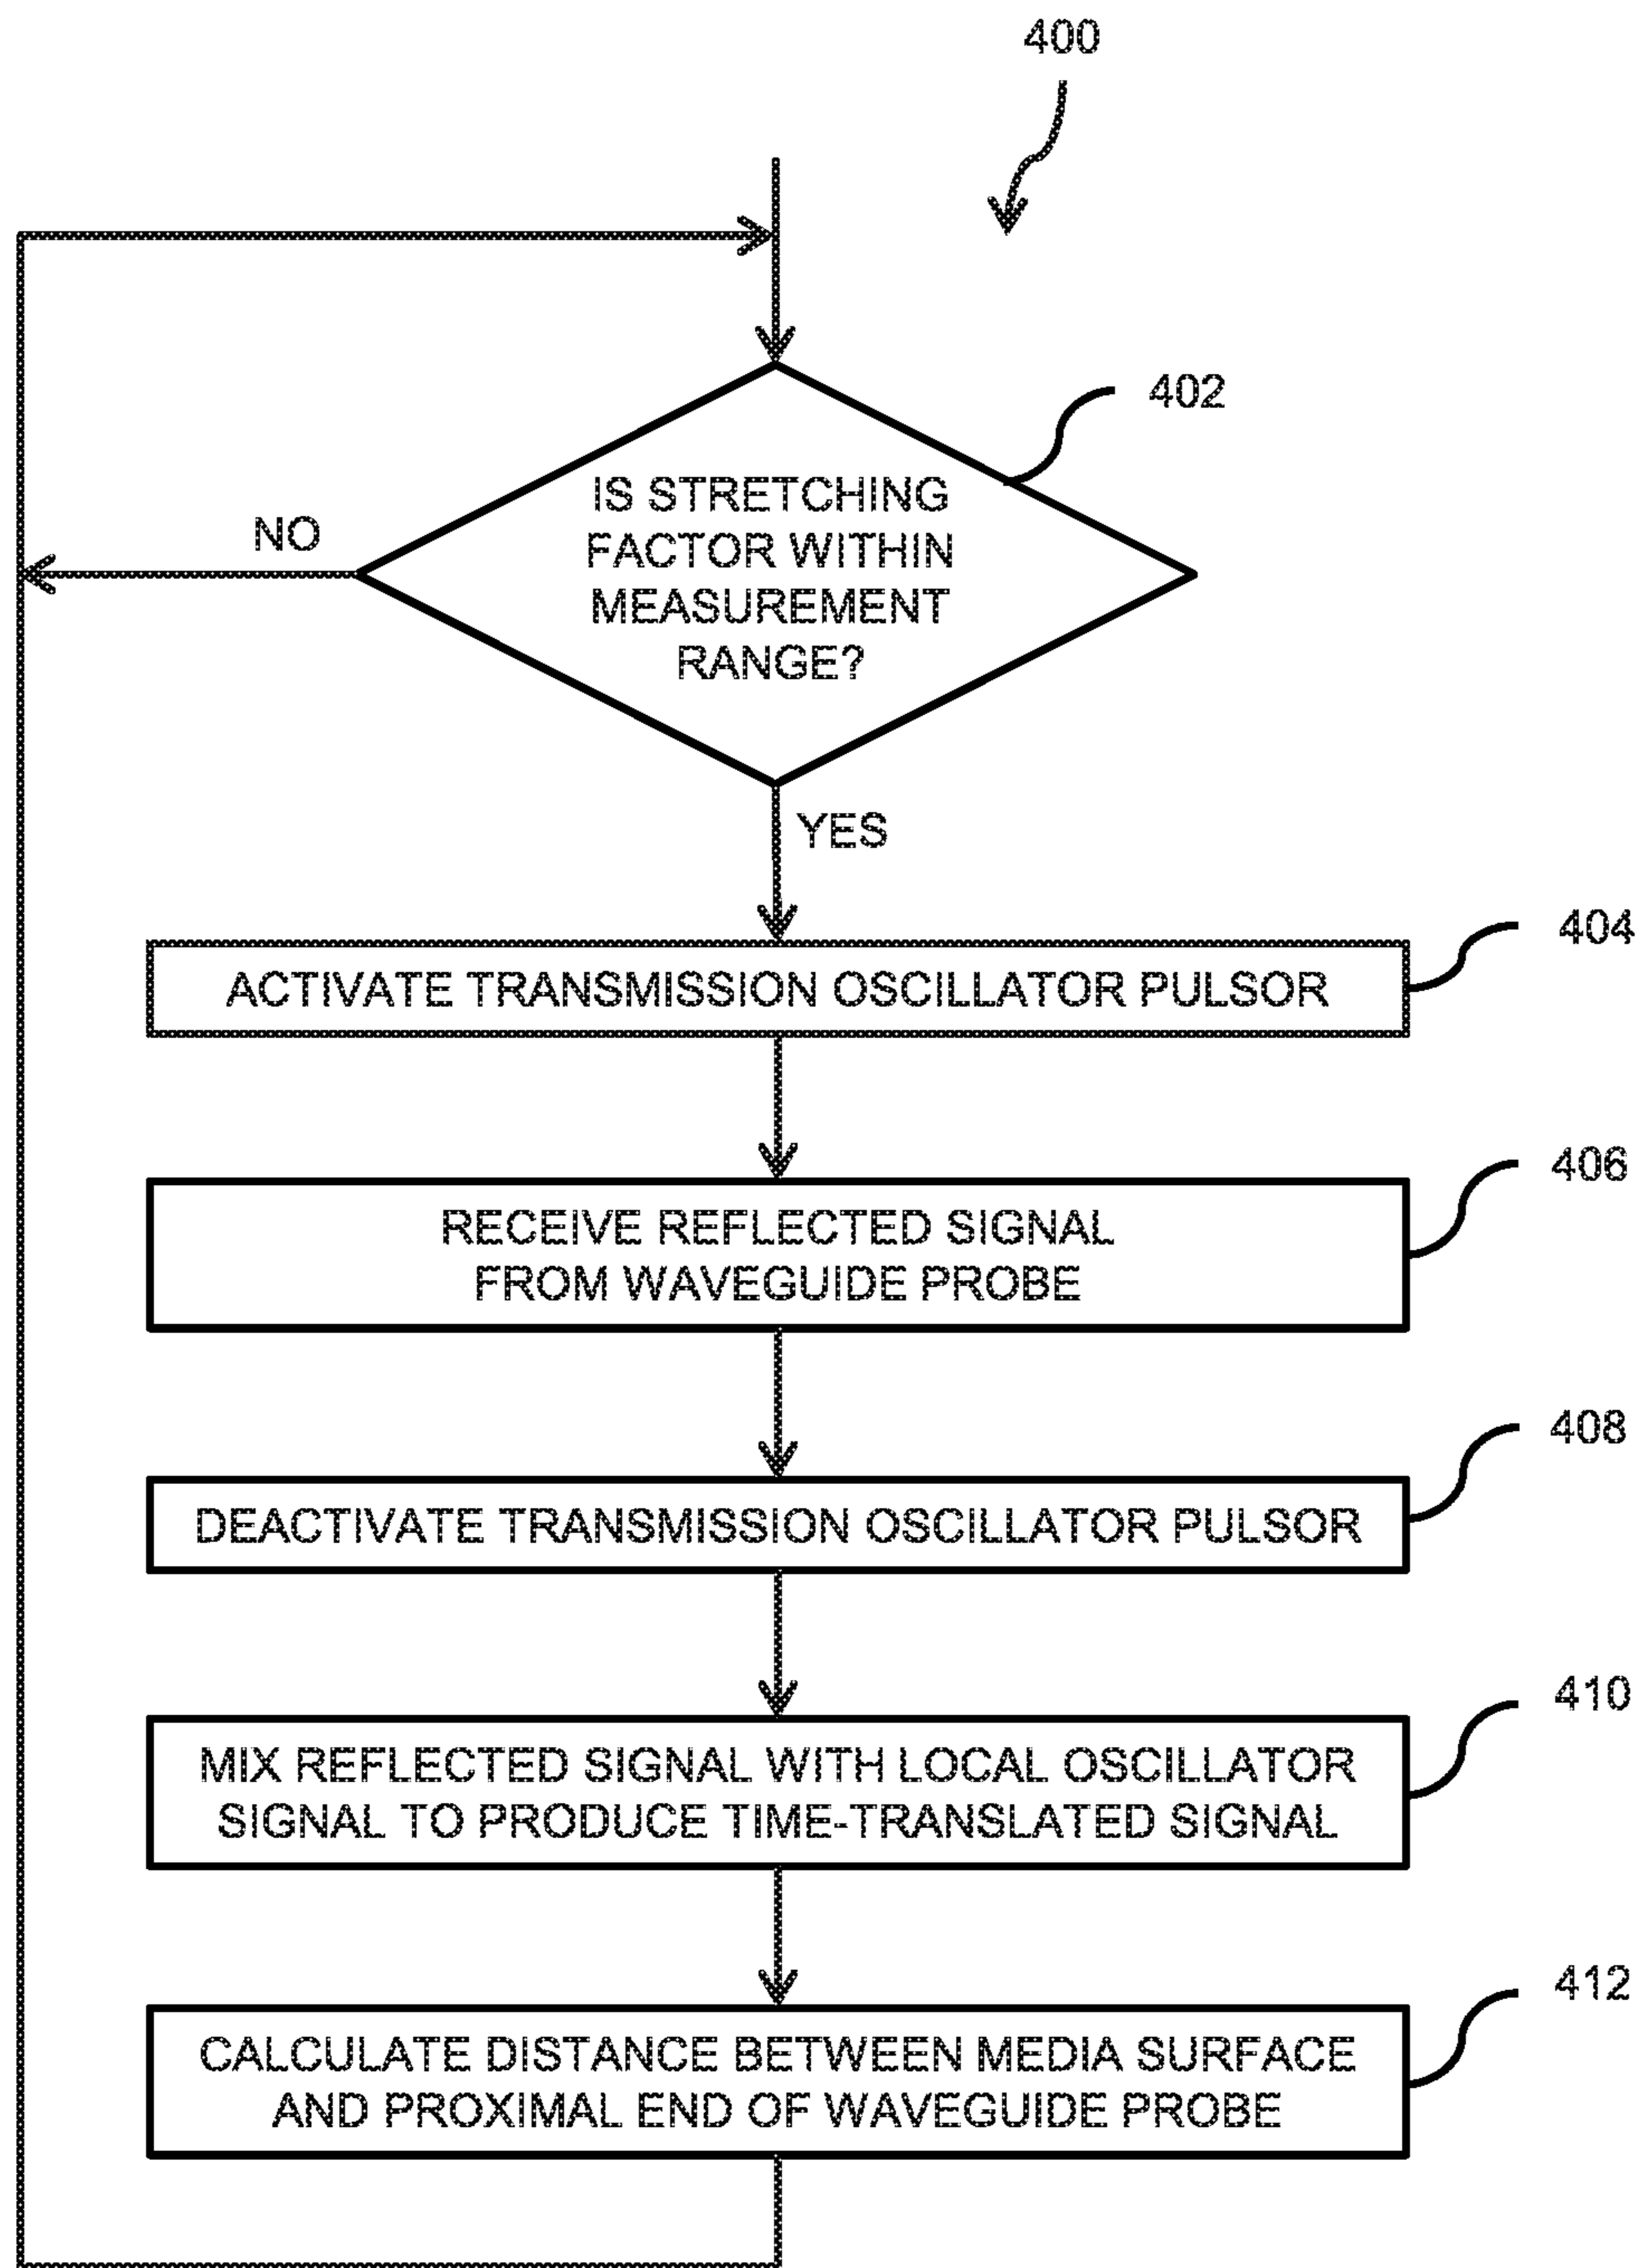 400
402
IS STRETCHING
FACTOR WITHIN
MEASUREMENT
RANGE?
NO
YES
404
ACTIVATE TRANSMISSION OSCILLATOR PULSOR
406
RECEIVE REFLECTED SIGNAL
FROM WAVEGUIDE PROBE
408
DEACTIVATE TRANSMISSION OSCILLATOR PULSOR
410
MIX REFLECTED SIGNAL WITH LOCAL OSCILLATOR
SIGNAL TO PRODUCE TIME-TRANSLATED SIGNAL
412
CALCULATE DISTANCE BETWEEN MEDIA SURFACE
AND PROXIMAL END OF WAVEGUIDE PROBE